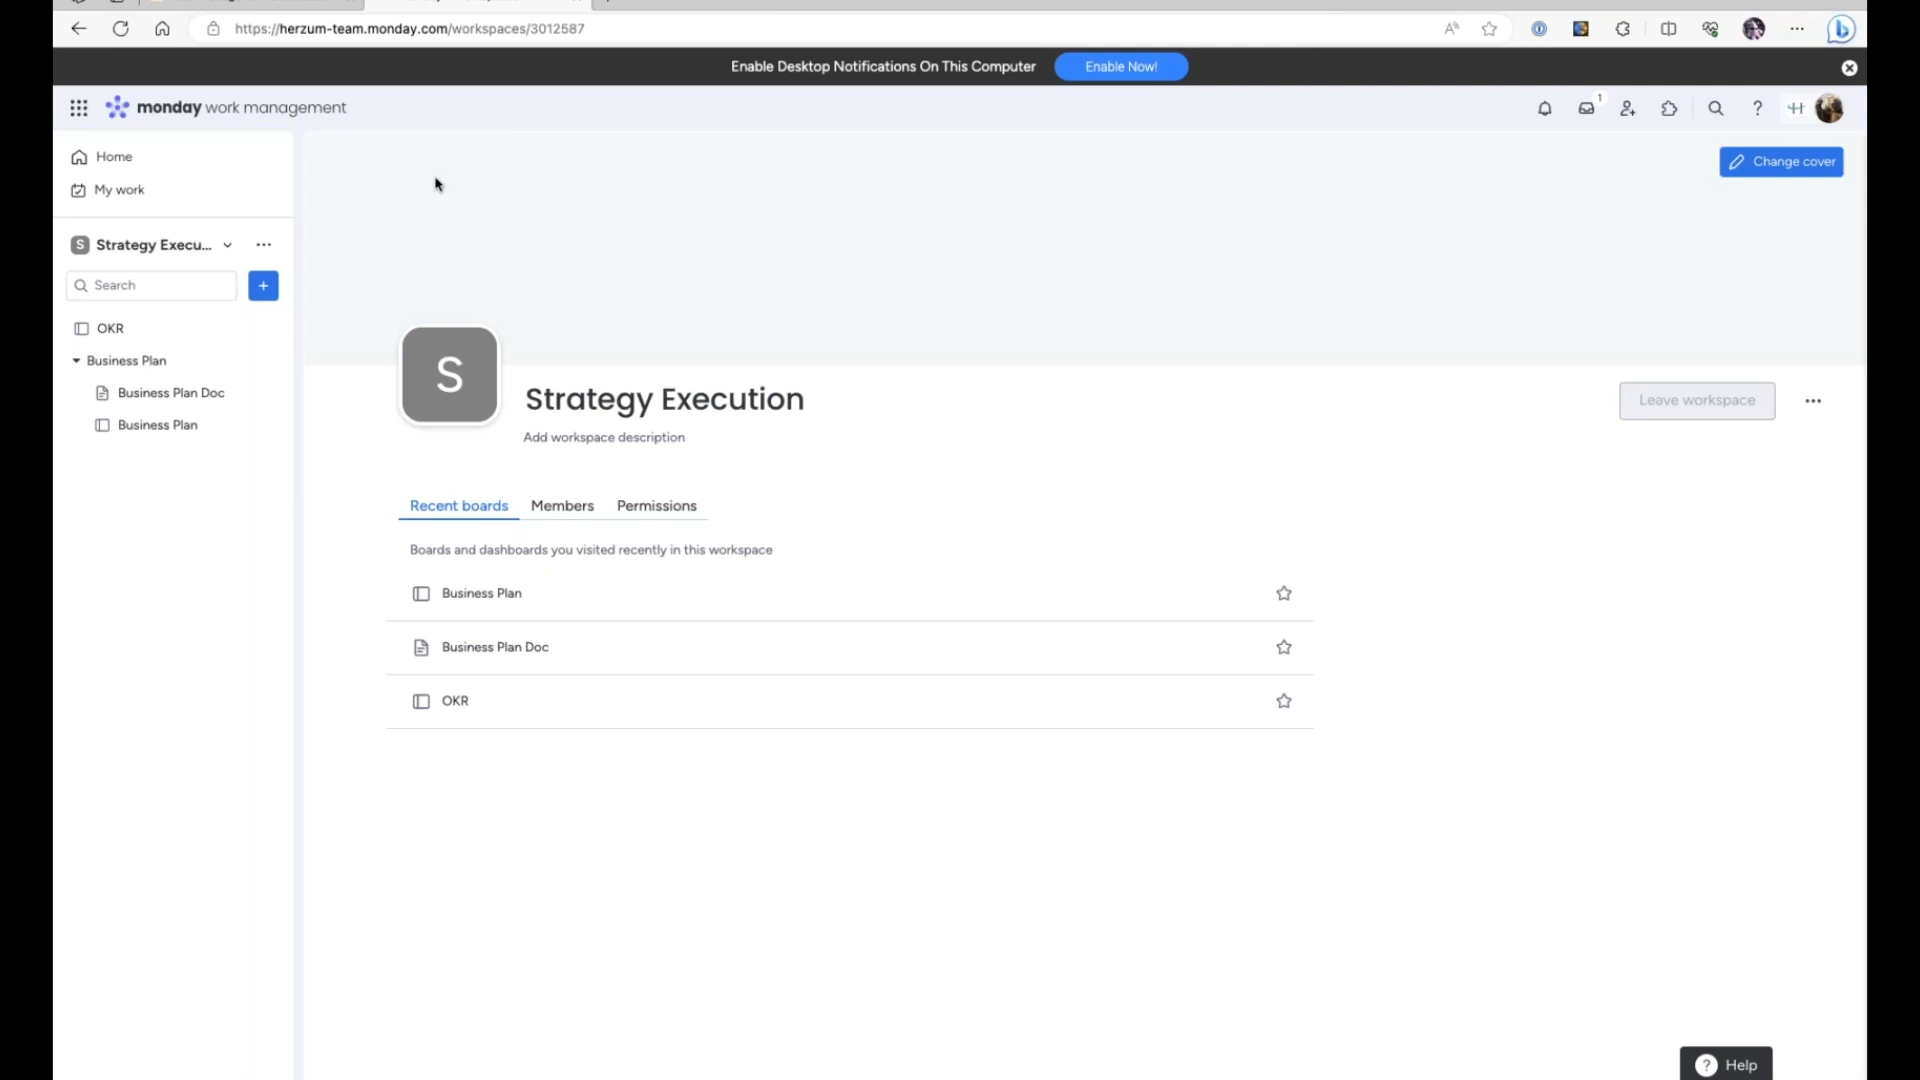 https://herzum-team.monday.com/workspaces/3012587
Enable Desktop Notifications On This Computer
Enable Now!
monday work management
1
Home
My work
Change cover
S
Strategy Execu...
Search
+
OKR
Business Plan
Business Plan Doc
Business Plan
S
Strategy Execution
Add workspace description
Leave workspace
Recent boards
Members
Permissions
Boards and dashboards you visited recently in this workspace
Business Plan
Business Plan Doc
OKR
? Help